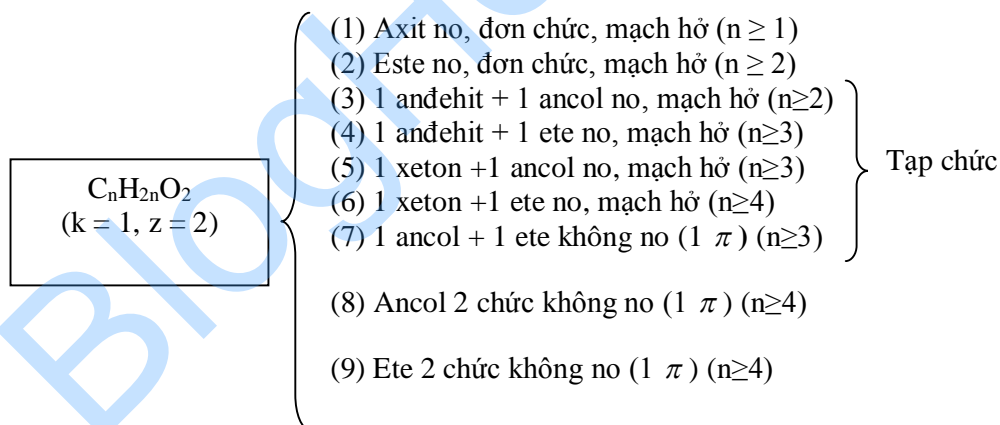 (1) Axit no, đơn chức, mạch hở (n ≥ 1)
(2) Este no, đơn chức, mạch hở (n ≥ 2)
(3) 1 anđehit + 1 ancol no, mạch hở (n≥2)
(4) 1 anđehit + 1 ete no, mạch hở (n≥3)
(5) 1 xeton +1 ancol no, mạch hở (n≥3)
(6) 1 xeton +1 ete no, mạch hở (n≥4)
(7) 1 ancol + 1 ete không no (1 π) (n≥3)
Tạp chức
CₙH₂ₙO₂
(k = 1, z = 2)
(8) Ancol 2 chức không no (1 π) (n≥4)
(9) Ete 2 chức không no (1 π) (n≥4)